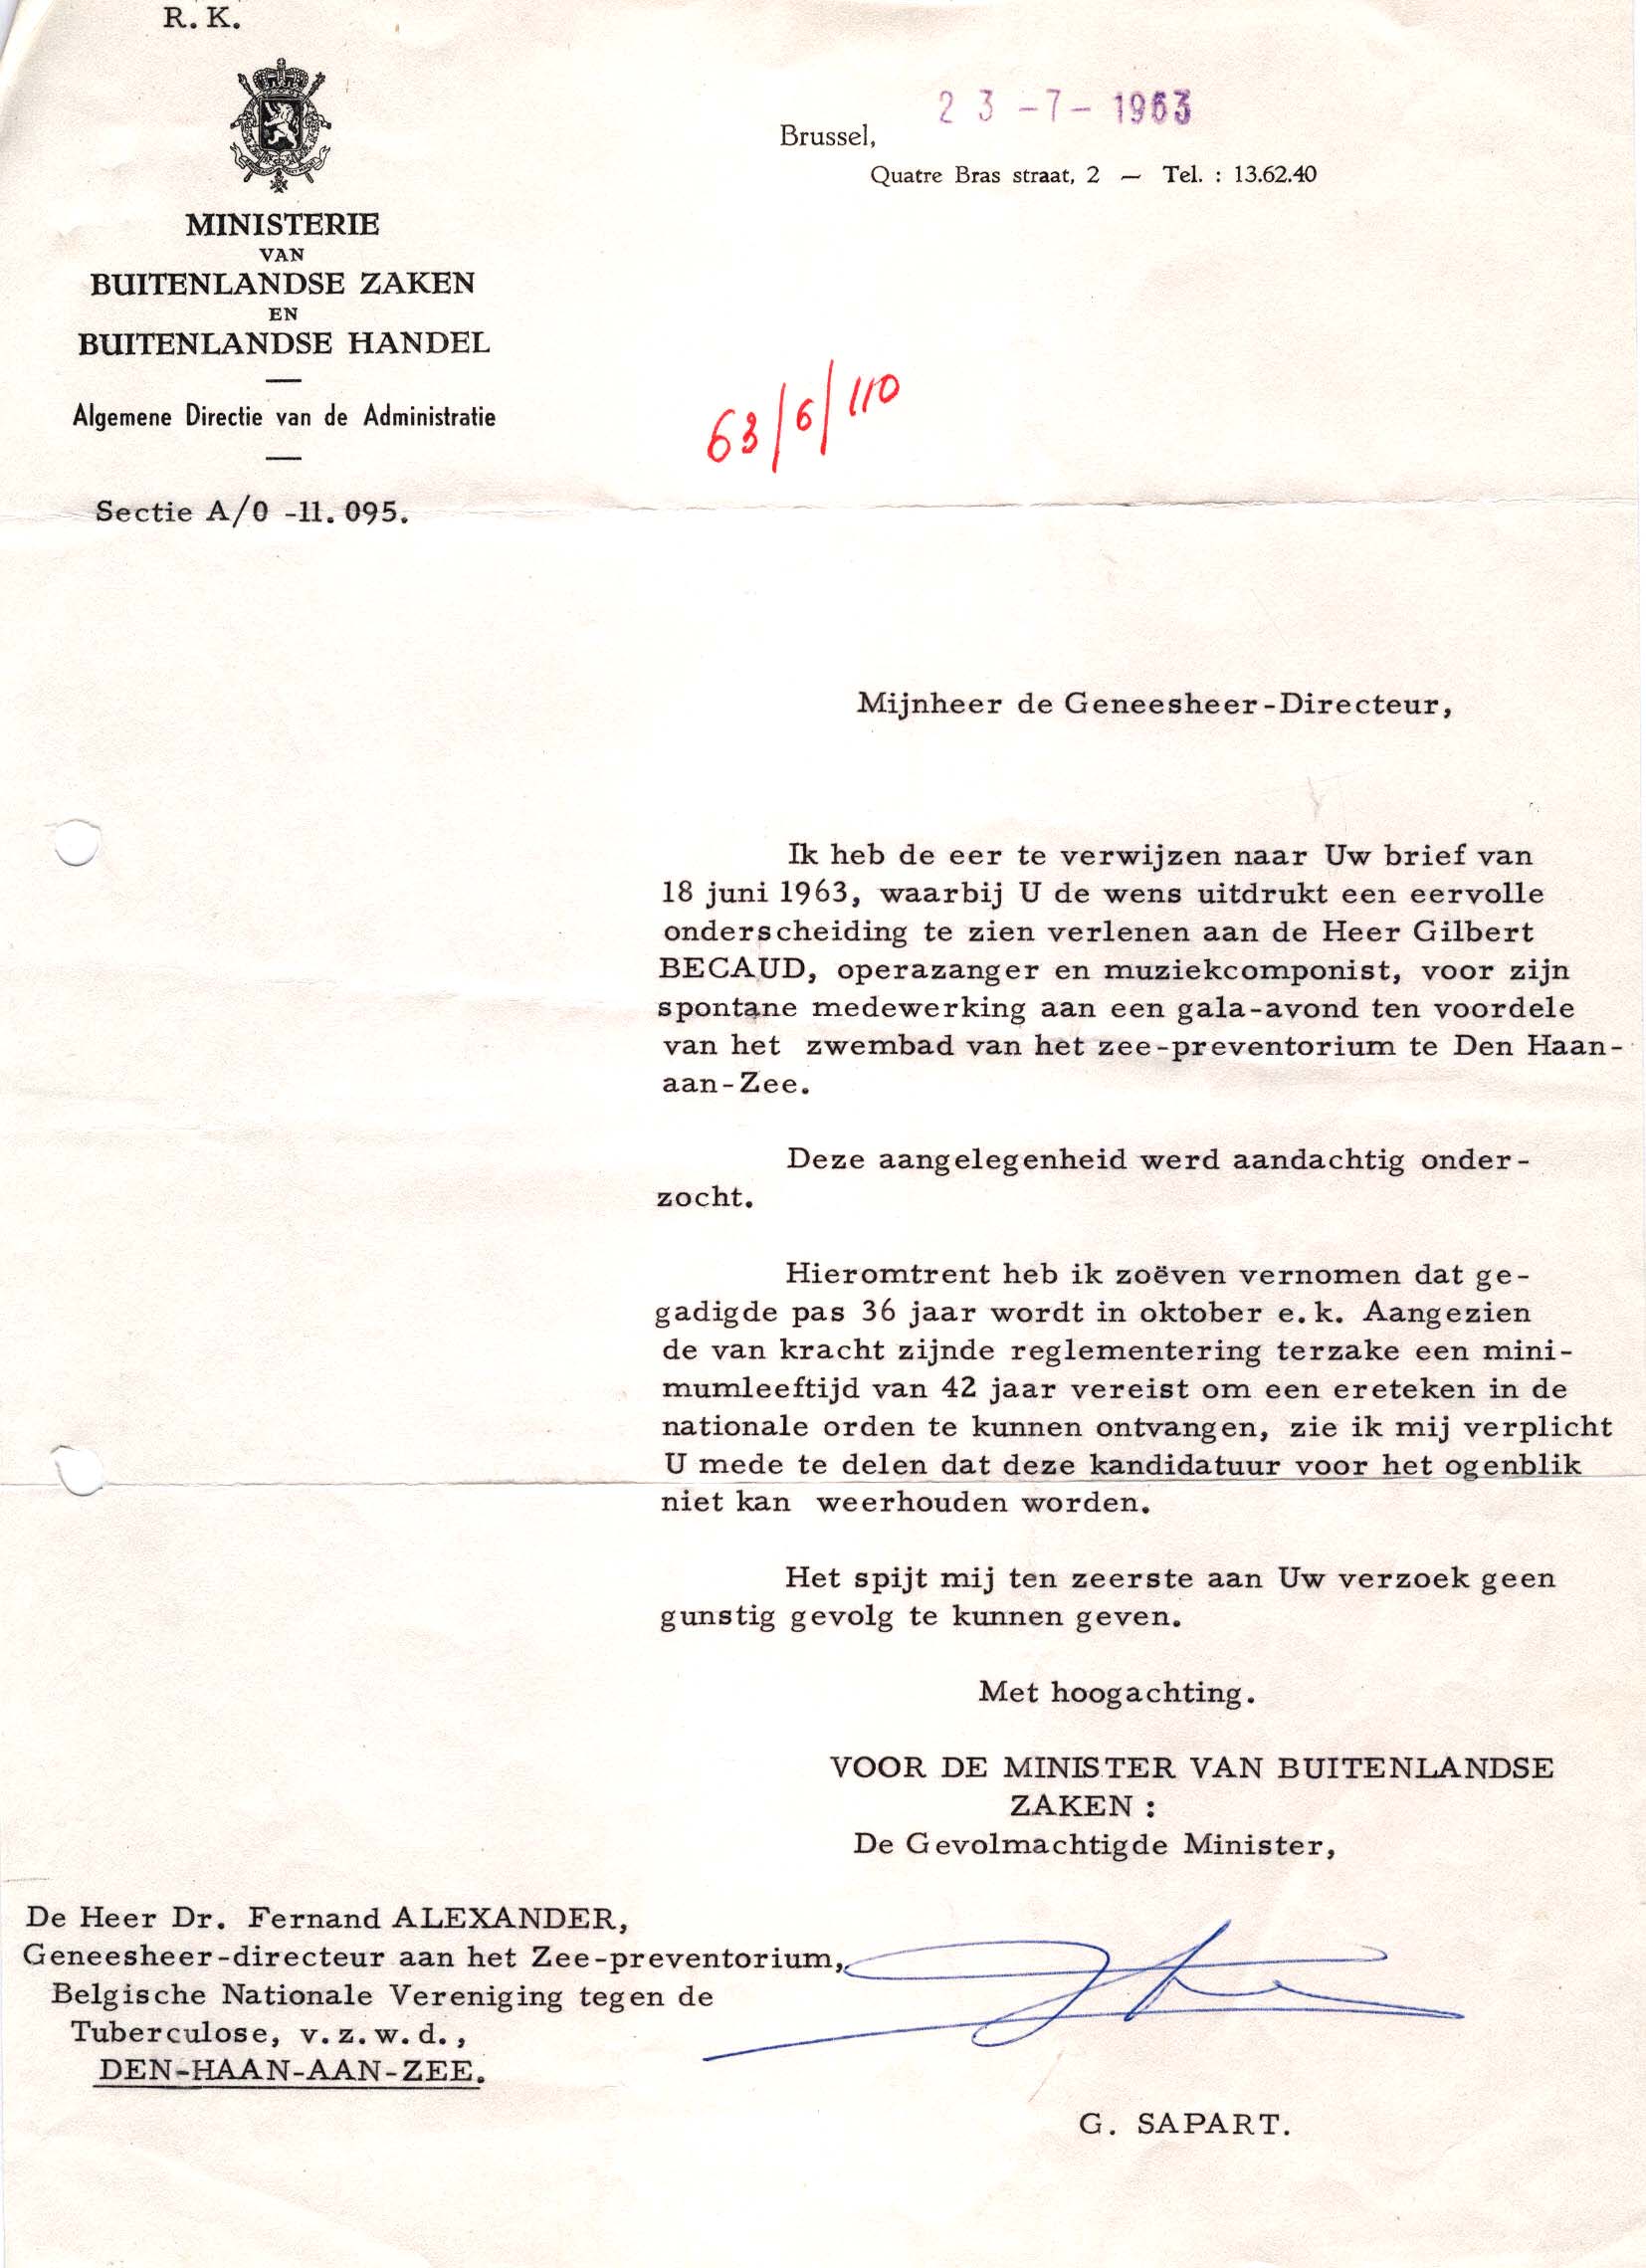 R. K.
23 -7- 1963
Brussel,
Quatre Bras straat, 2 — Tel. : 13.62.40
MINISTERIE
VAN
BUITENLANDSE ZAKEN
EN
BUITENLANDSE HANDEL
Algemene Directie van de Administratie
63/6/110
Sectie A/0 -11. 095.
Mijnheer de Geneesheer-Directeur,
Ik heb de eer te verwijzen naar Uw brief van
18 juni 1963, waarbij U de wens uitdrukt een eervolle
onderscheiding te zien verlenen aan de Heer Gilbert
BECAUD, operazanger en muziekcomponist, voor zijn
spontane medewerking aan een gala-avond ten voordele
van het zwembad van het zee-preventorium te Den Haan-
aan-Zee.
Deze aangelegenheid werd aandachtig onder-
zocht.
Hieromtrent heb ik zoëven vernomen dat ge-
gadigde pas 36 jaar wordt in oktober e. k. Aangezien
de van kracht zijnde reglementering terzake een mini-
mumleeftijd van 42 jaar vereist om een ereteken in de
nationale orden te kunnen ontvangen, zie ik mij verplicht
U mede te delen dat deze kandidatuur voor het ogenblik
niet kan weerhouden worden.
Het spijt mij ten zeerste aan Uw verzoek geen
gunstig gevolg te kunnen geven.
Met hoogachting.
VOOR DE MINISTER VAN BUITENLANDSE
ZAKEN :
De Gevolmachtigde Minister,
De Heer Dr. Fernand ALEXANDER,
Geneesheer-directeur aan het Zee-preventorium,
Belgische Nationale Vereniging tegen de
Tuberculose, v. z. w. d. ,
DEN-HAAN-AAN-ZEE.
G. SAPART.